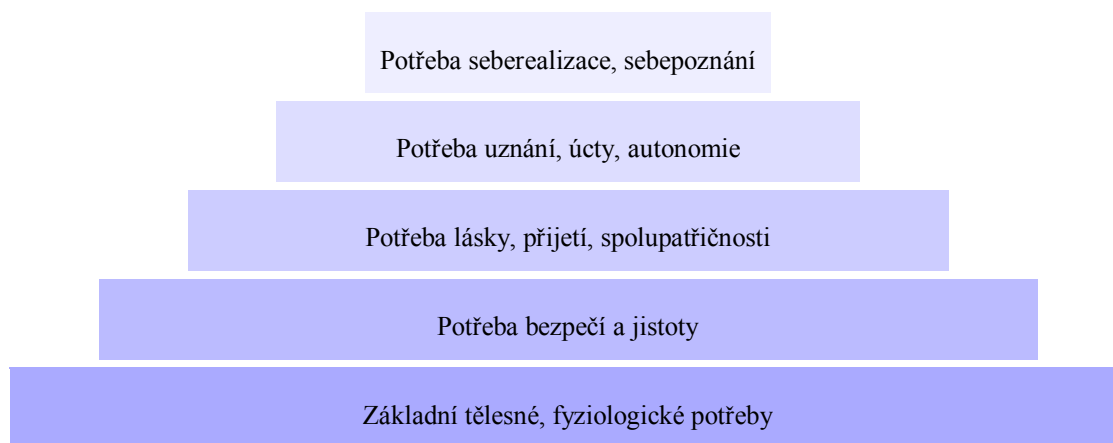 Potřeba seberealizace, sebepoznání
Potřeba uznání, úcty, autonomie
Potřeba lásky, přijetí, spolupatřičnosti
Potřeba bezpečí a jistoty
Základní tělesné, fyziologické potřeby